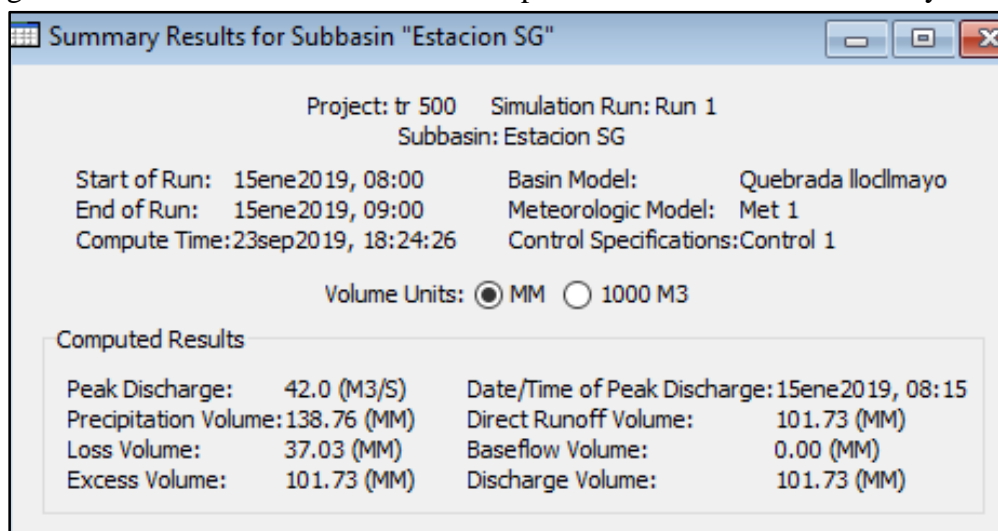 Summary Results for Subbasin "Estacion SG"
Project: tr 500 Simulation Run: Run 1
Subbasin: Estacion SG
Start of Run: 15ene2019, 08:00 Basin Model: Quebrada lloclImayo
End of Run: 15ene2019, 09:00 Meteorologic Model: Met 1
Compute Time:23sep2019, 18:24:26 Control Specifications:Control 1
Volume Units: MM 1000 M3
Computed Results
Peak Discharge: 42.0 (M3/S) Date/Time of Peak Discharge:15ene2019, 08:15
Precipitation Volume:138.76 (MM) Direct Runoff Volume: 101.73 (MM)
Loss Volume: 37.03 (MM) Baseflow Volume: 0.00 (MM)
Excess Volume: 101.73 (MM) Discharge Volume: 101.73 (MM)